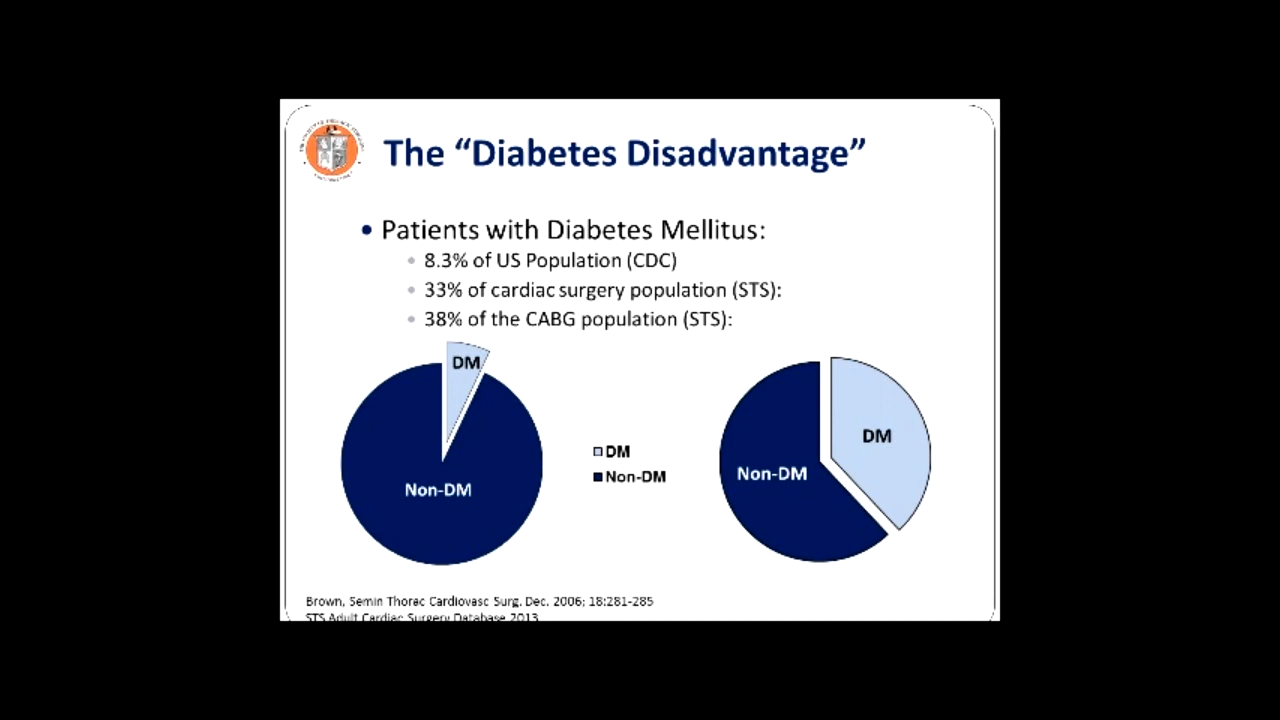 The “Diabetes Disadvantage”
• Patients with Diabetes Mellitus:
• 8.3% of US Population (CDC)
• 33% of cardiac surgery population (STS):
• 38% of the CABG population (STS):
DM
Non-DM
DM
Non-DM
DM
Non-DM
Brown, Semin Thorac Cardiovasc Surg. Dec. 2006; 18:281-285
STS Adult Cardiac Surgery Database 2013